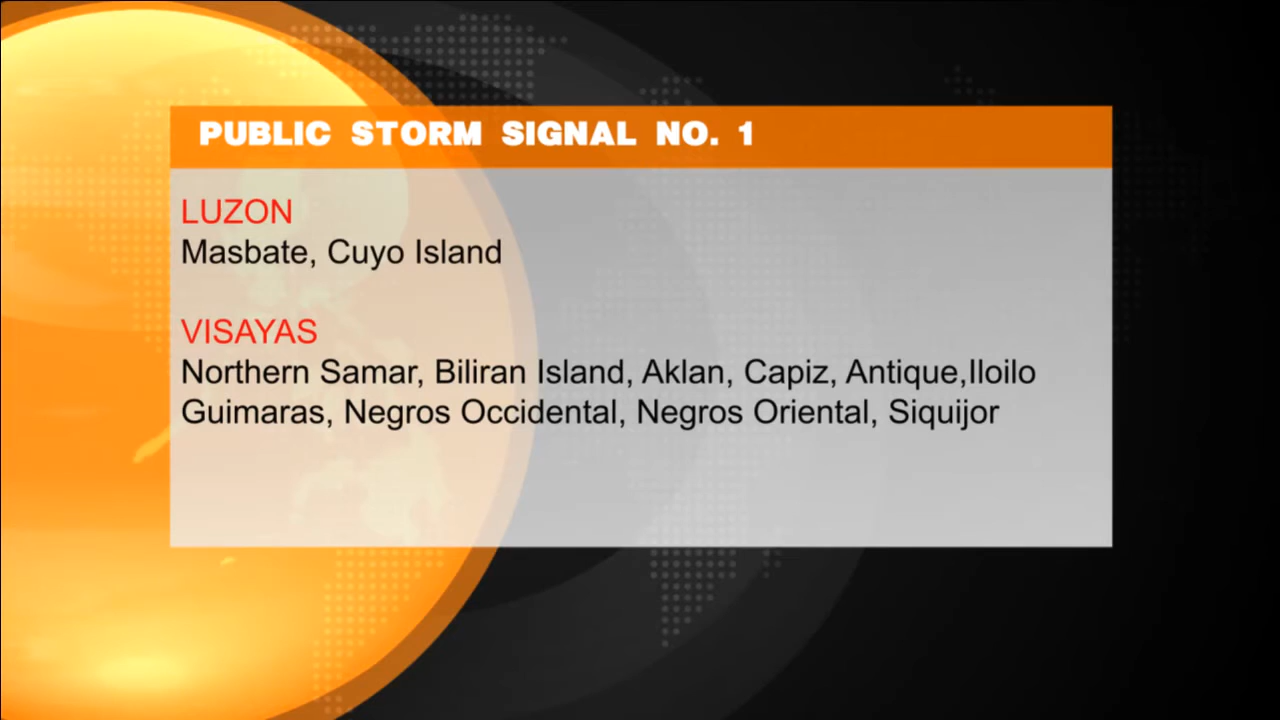 PUBLIC STORM SIGNAL NO. 1
LUZON
Masbate, Cuyo Island
VISAYAS
Northern Samar, Biliran Island, Aklan, Capiz, Antique,Iloilo
Guimaras, Negros Occidental, Negros Oriental, Siquijor